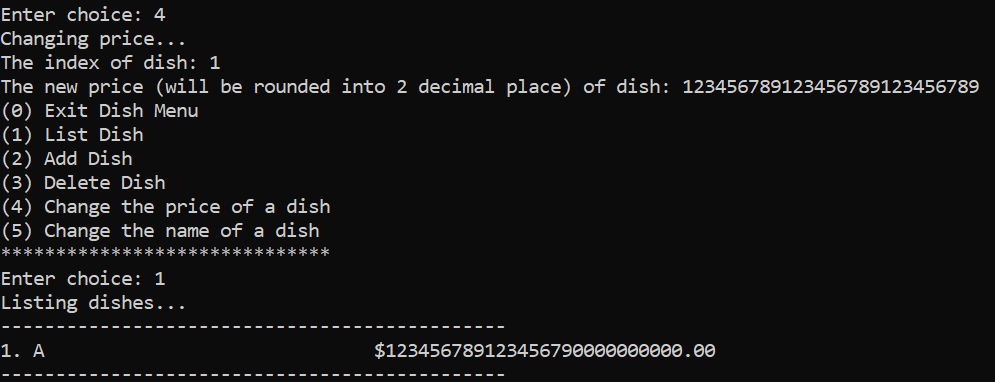 Enter choice: 4
Changing price...
The index of dish: 1
The new price (will be rounded into 2 decimal place) of dish: 123456789123456789123456789
(0) Exit Dish Menu
(1) List Dish
(2) Add Dish
(3) Delete Dish
(4) Change the price of a dish
(5) Change the name of a dish
******************************
Enter choice: 1
Listing dishes...
----------------------------------------------
1. A                              $123456789123456790000000000.00
----------------------------------------------